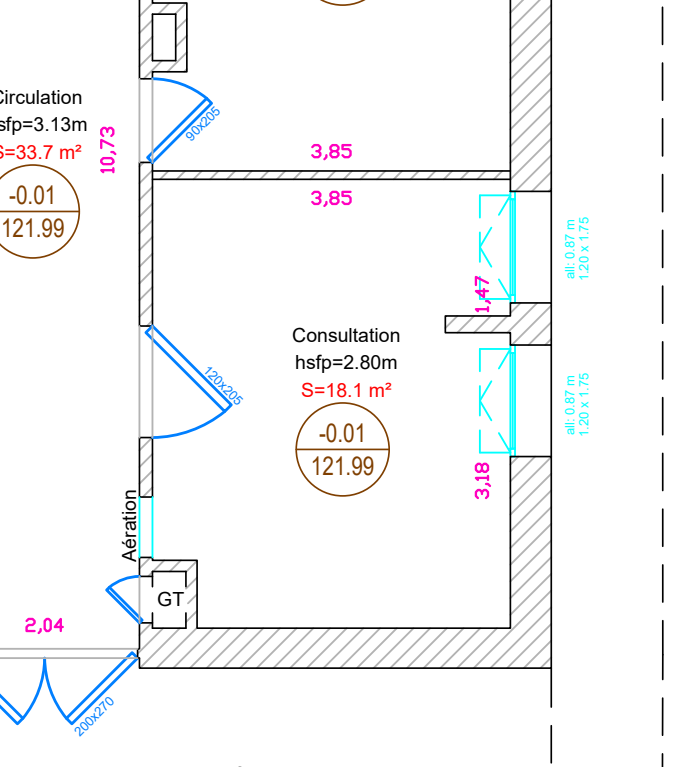 Circulation
hsfp=3.13m
S=33.7 m²
-0.01
121.99
10,73
90x205
3,85
3,85
all: 0.87 m
1.20 x 1.75
1,47
Consultation
hsfp=2.80m
S=18.1 m²
-0.01
121.99
120x205
all: 0.87 m
1.20 x 1.75
3,18
Aération
GT
2,04
200x270